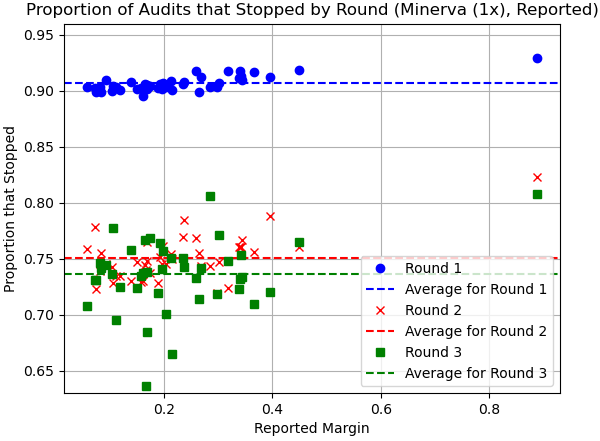 Proportion of Audits that Stopped by Round (Minerva (1x), Reported)
0.95
0.90
0.85
0.80
0.75
0.70
0.65
Proportion that Stopped
Round 1
Average for Round 1
Round 2
Average for Round 2
Round 3
Average for Round 3
0.2 0.4 0.6 0.8
Reported Margin